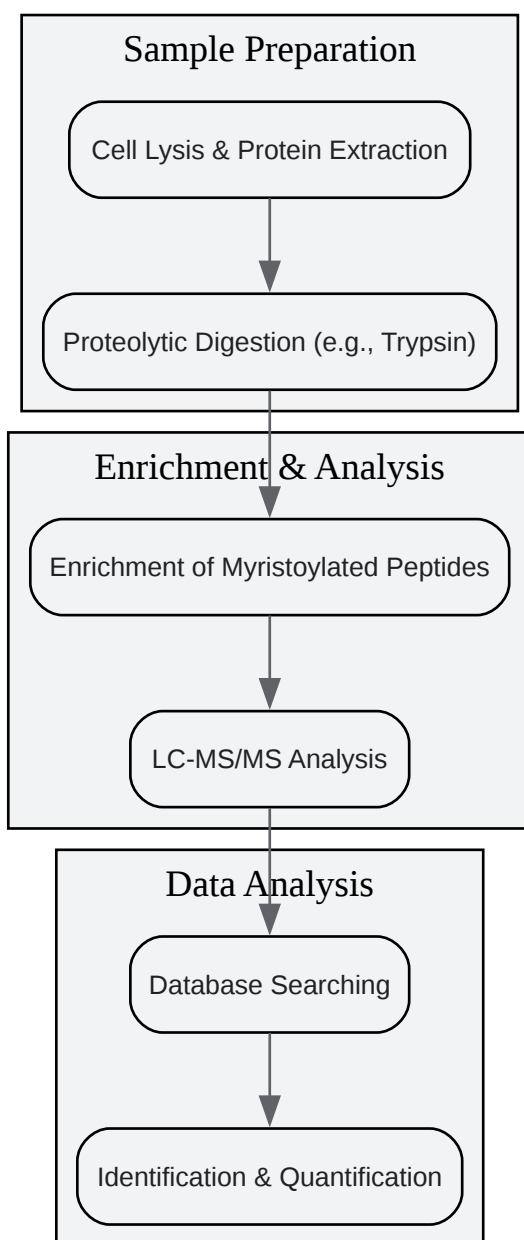 Sample Preparation
Cell Lysis & Protein Extraction
Proteolytic Digestion (e.g., Trypsin)
Enrichment & Analysis
Enrichment of Myristoylated Peptides
LC-MS/MS Analysis
Data Analysis
Database Searching
Identification & Quantification